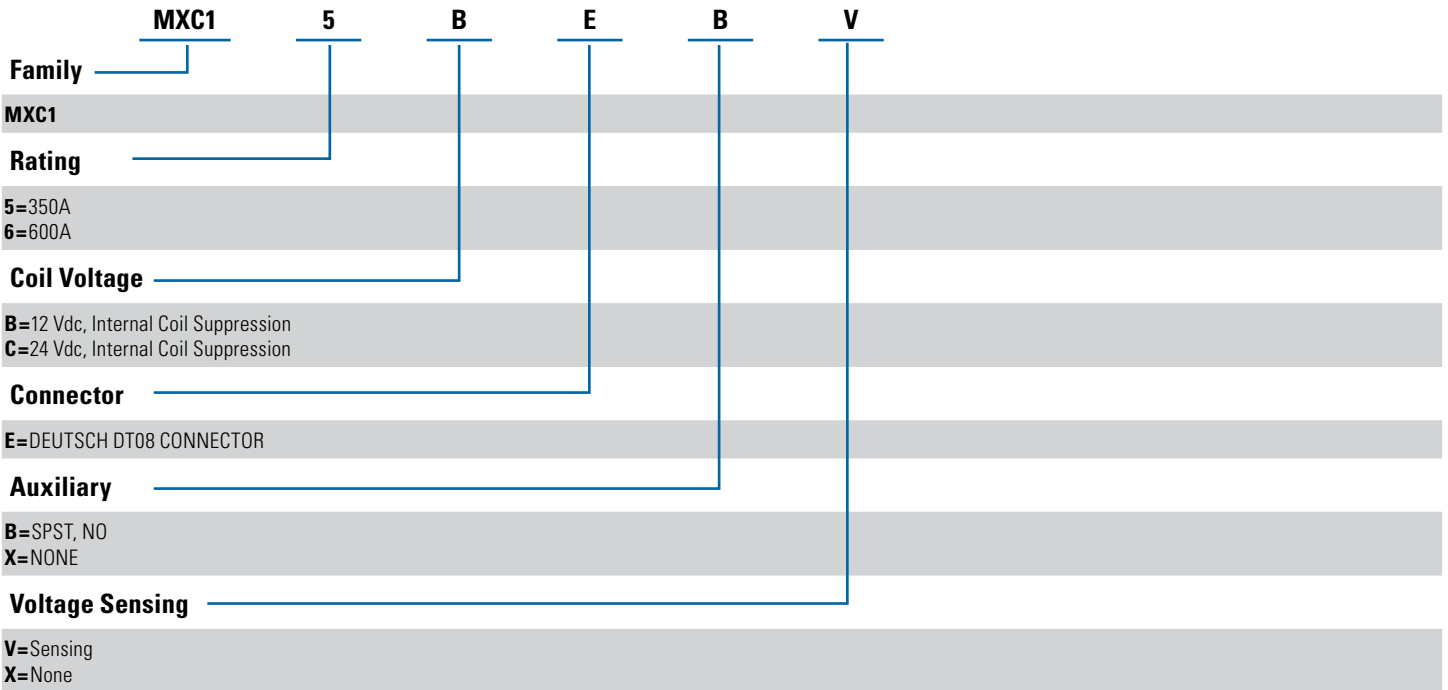 MXC1 5 B E B V
Family
MXC1
Rating
5=350A
6=600A
Coil Voltage
B=12 Vdc, Internal Coil Suppression
C=24 Vdc, Internal Coil Suppression
Connector
E=DEUTSCH DT08 CONNECTOR
Auxiliary
B=SPST, NO
X=NONE
Voltage Sensing
V=Sensing
X=None